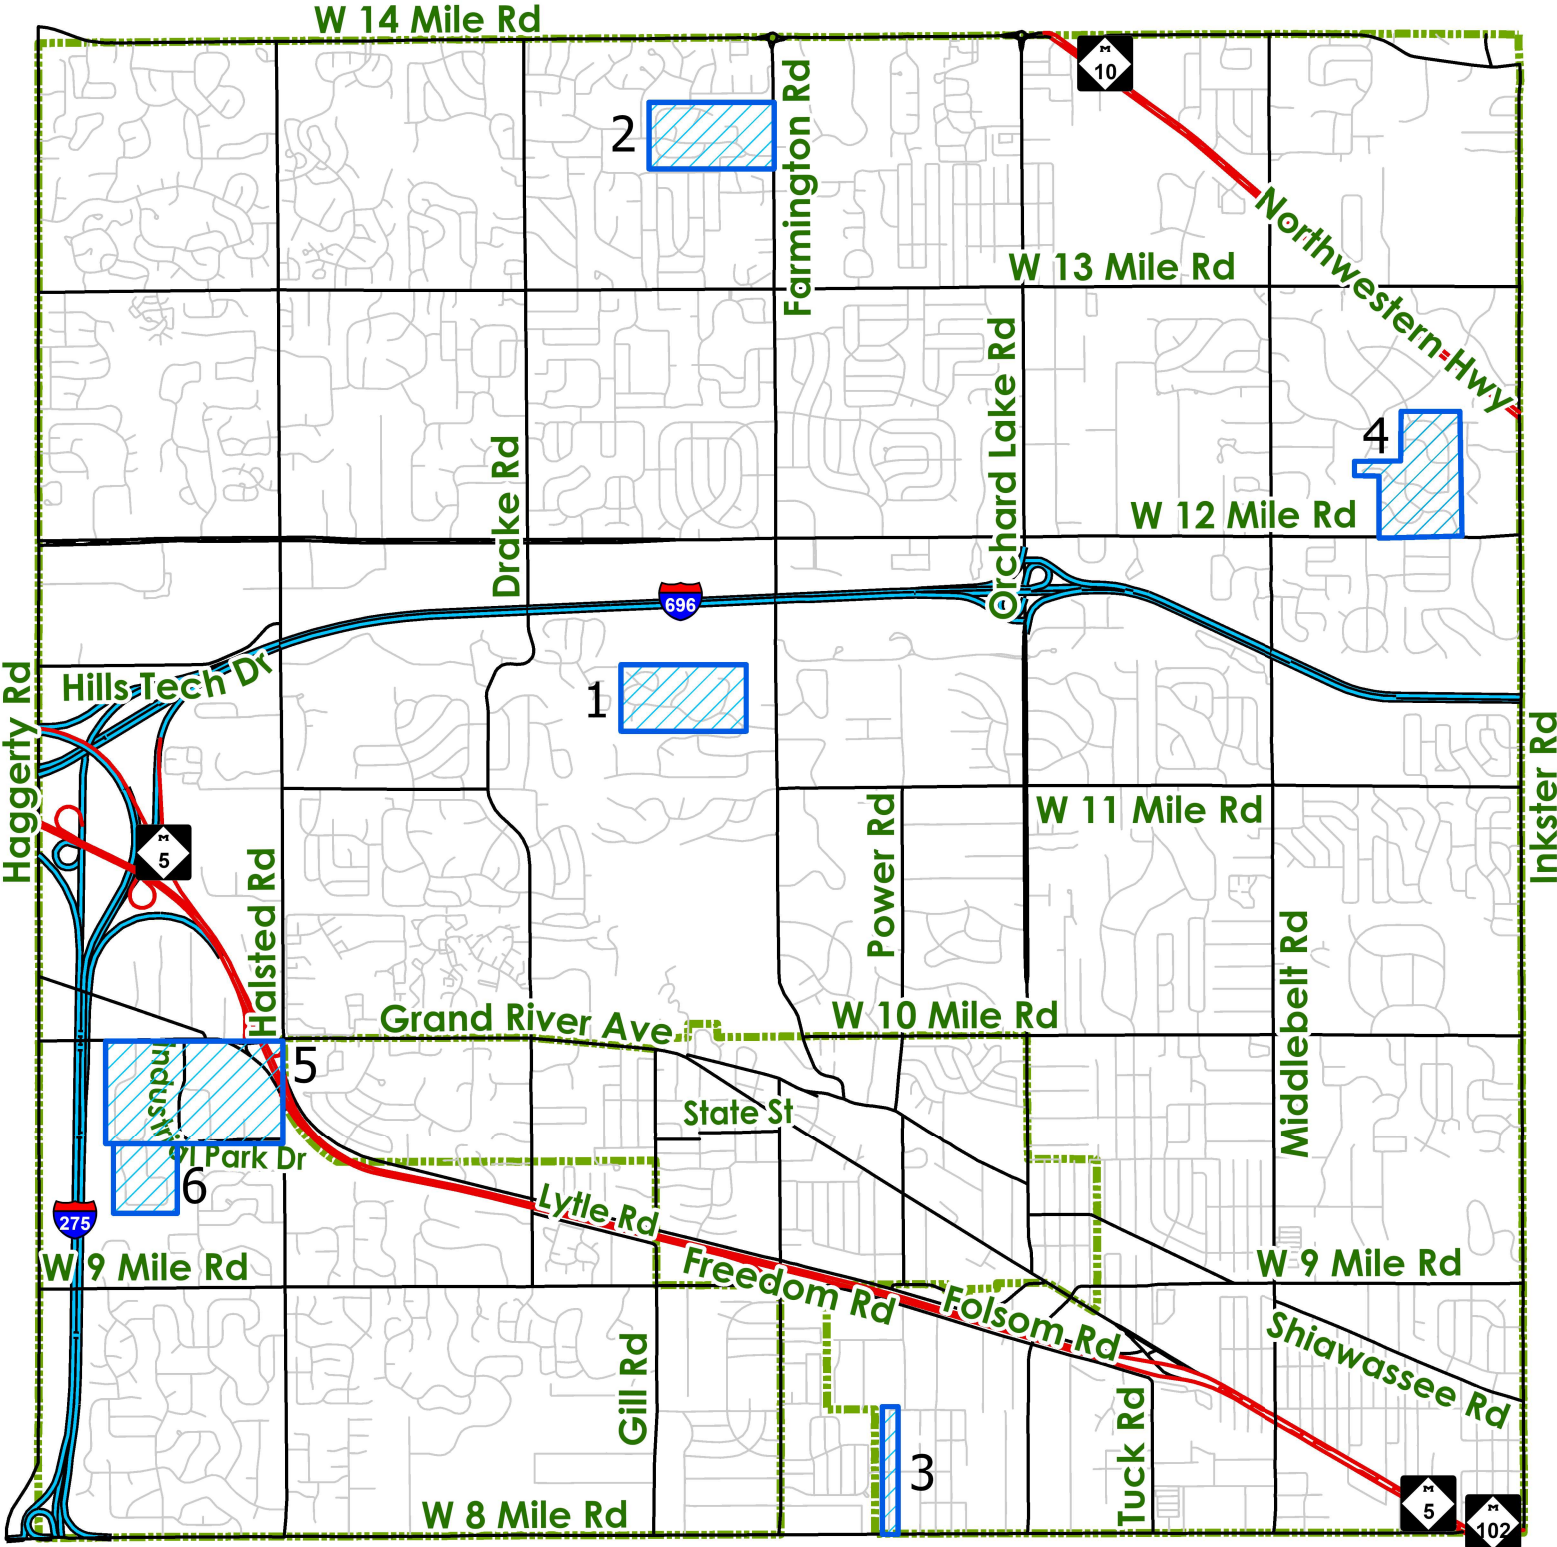 W 14 Mile Rd
M
10
2
Farmington Rd
Northwestern Hwy
W 13 Mile Rd
Orchard Lake Rd
4
Drake Rd
W 12 Mile Rd
696
Hills Tech Dr
1
Haggerty Rd
Inkster Rd
W 11 Mile Rd
Power Rd
M
5
Halsted Rd
Middlebelt Rd
Grand River Ave
W 10 Mile Rd
5
State St
Industrial Park Dr
6
275
Lytle Rd
W 9 Mile Rd
W 9 Mile Rd
Freedom Rd
Folsom Rd
Shiawassee Rd
Gill Rd
Tuck Rd
3
W 8 Mile Rd
M
5
M
102